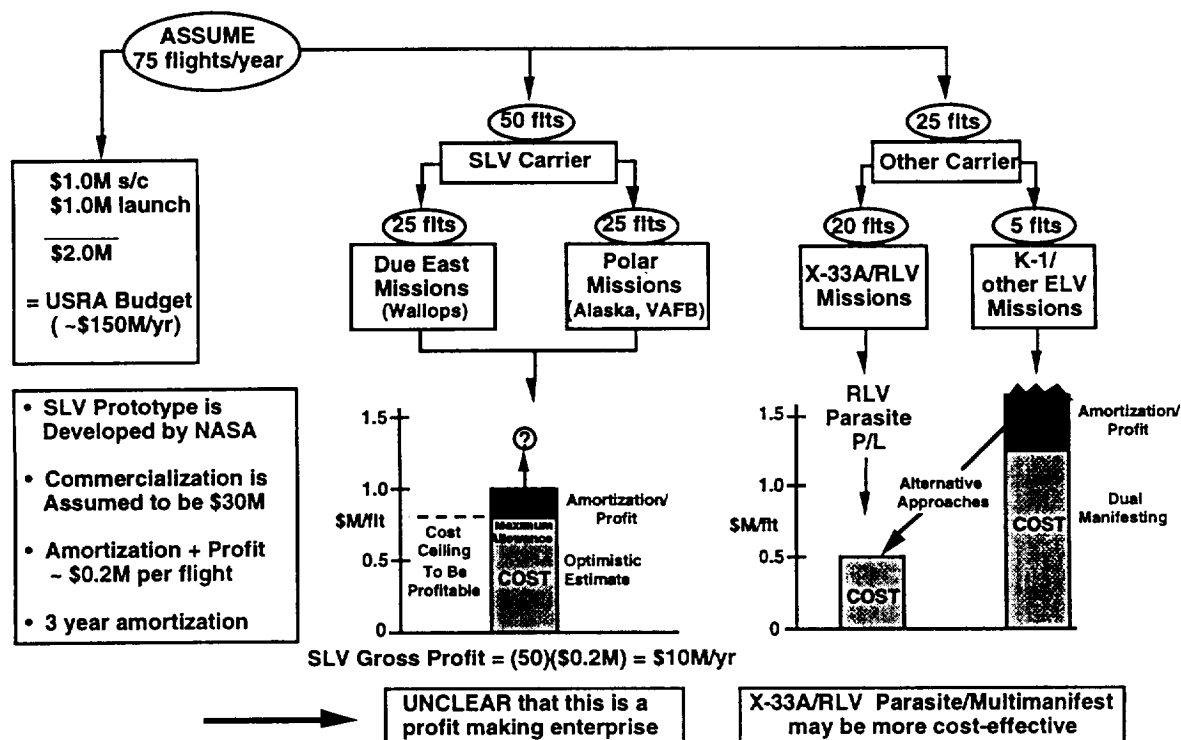 ASSUME
75 flights/year
50 flts
25 flts
SLV Carrier
Other Carrier
$1.0M s/c
$1.0M launch
$2.0M
= USRA Budget
( ~$150M/yr)
25 flts
25 flts
20 flts
5 flts
Due East
Missions
(Wallops)
Polar
Missions
(Alaska, VAFB)
X-33A/RLV
Missions
K-1/
other ELV
Missions
• SLV Prototype is
Developed by NASA
• Commercialization is
Assumed to be $30M
• Amortization + Profit
~ $0.2M per flight
• 3 year amortization
1.5
1.0
$M/flt
0.5
0
?
Cost
Ceiling
To Be
Profitable
Maximum
Allowance
COST
Amortization/
Profit
Optimistic
Estimate
SLV Gross Profit = (50)($0.2M) = $10M/yr
1.5
1.0
$M/flt
0.5
0
RLV
Parasite
P/L
Alternative
Approaches
COST
COST
Amortization/
Profit
Dual
Manifesting
UNCLEAR that this is a
profit making enterprise
X-33A/RLV Parasite/Multimanifest
may be more cost-effective